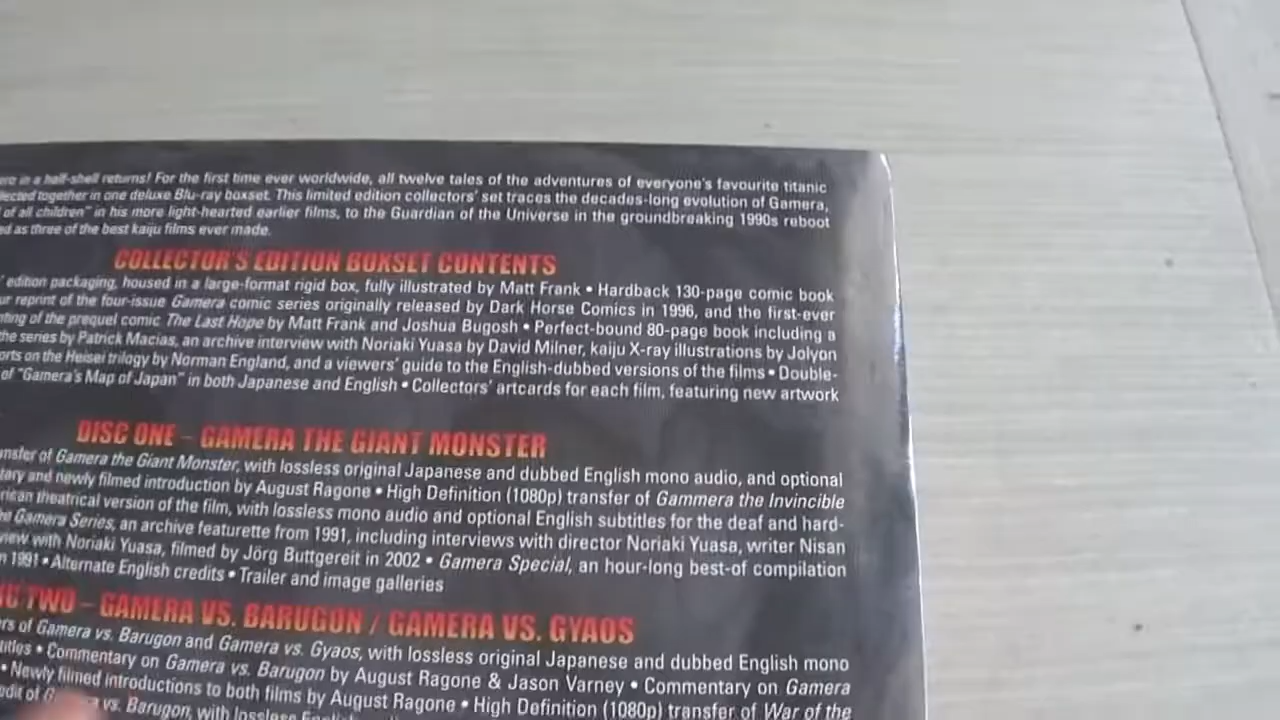 in a half-shell returns! For the first time ever worldwide, all twelve tales of the adventures of everyone's favourite titanic
together in one deluxe Blu-ray boxset. This limited edition collectors' set traces the decades-long evolution of Gamera,
of all children" in his more light-hearted earlier films, to the Guardian of the Universe in the groundbreaking 1990s reboot
as three of the best kaiju films ever made.
COLLECTOR'S EDITION BOXSET CONTENTS
edition packaging, housed in a large-format rigid box, fully illustrated by Matt Frank • Hardback 130-page comic book
reprint of the four-issue Gamera comic series originally released by Dark Horse Comics in 1996, and the first-ever
of the prequel comic The Last Hope by Matt Frank and Joshua Bugosh • Perfect-bound 80-page book including a
the series by Patrick Macias, an archive interview with Noriaki Yuasa by David Milner, kaiju X-ray illustrations by Jolyon
on the Heisei trilogy by Norman England, and a viewers' guide to the English-dubbed versions of the films • Double-
of "Gamera's Map of Japan" in both Japanese and English • Collectors' artcards for each film, featuring new artwork
DISC ONE – GAMERA THE GIANT MONSTER
of Gamera the Giant Monster, with lossless original Japanese and dubbed English mono audio, and optional
and newly filmed introduction by August Ragone • High Definition (1080p) transfer of Gammera the Invincible
theatrical version of the film, with lossless mono audio and optional English subtitles for the deaf and hard-
Gamera Series, an archive featurette from 1991, including interviews with director Noriaki Yuasa, writer Nisan
with Noriaki Yuasa, filmed by Jörg Buttgereit in 2002 • Gamera Special, an hour-long best-of compilation
1991 • Alternate English credits • Trailer and image galleries
TWO – GAMERA VS. BARUGON / GAMERA VS. GYAOS
of Gamera vs. Barugon and Gamera vs. Gyaos, with lossless original Japanese and dubbed English mono
• Commentary on Gamera vs. Barugon by August Ragone & Jason Varney • Commentary on Gamera
• Newly filmed introductions to both films by August Ragone • High Definition (1080p) transfer of War of the
of vs. Barugon, with lossless